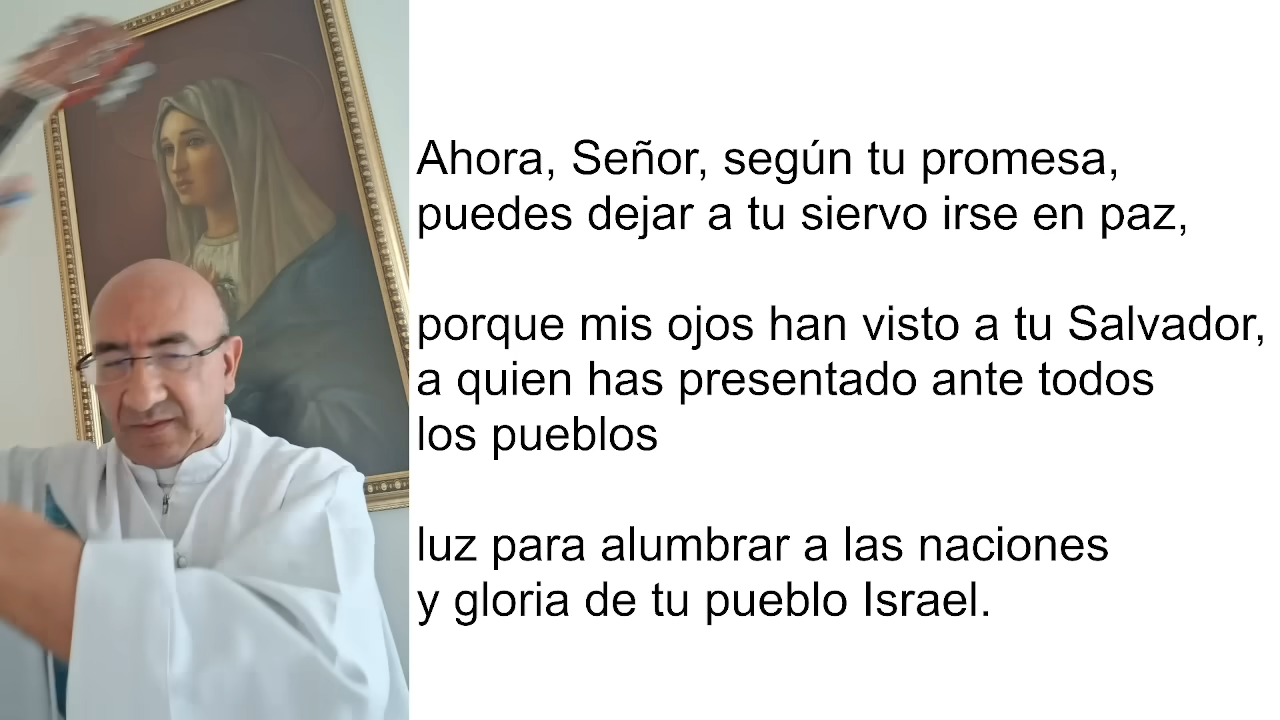 Ahora, Señor, según tu promesa,
puedes dejar a tu siervo irse en paz,
porque mis ojos han visto a tu Salvador,
a quien has presentado ante todos
los pueblos
luz para alumbrar a las naciones
y gloria de tu pueblo Israel.